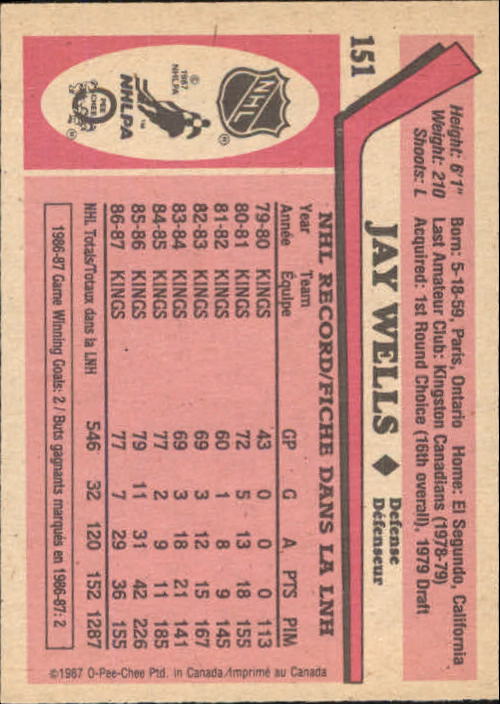 151
Height: 6'1" Born: 5-18-59, Paris, Ontario Home: El Segundo, California
Weight: 210 Last Amateur Club: Kingston Canadians (1978-79)
Shoots: L Acquired: 1st Round Choice (16th overall), 1979 Draft
JAY WELLS ◆ Defense
Défenseur
NHL
©
1987
NHLPA
NHLPA
™
O
PEE
CHEE
®
NHL RECORD/FICHE DANS LA LNH
Year Team GP G A PTS PIM
Année Équipe
79-80 KINGS 43 0 0 0 113
80-81 KINGS 72 5 13 18 155
81-82 KINGS 60 1 8 9 145
82-83 KINGS 69 3 12 15 167
83-84 KINGS 69 3 18 21 141
84-85 KINGS 77 2 9 11 185
85-86 KINGS 79 11 31 42 226
86-87 KINGS 77 7 29 36 155
NHL Totals/Totaux dans la LNH 546 32 120 152 1287
1986-87 Game Winning Goals: 2 / Buts gagnants marqués en 1986-87: 2
©1987 O-Pee-Chee Ptd. in Canada/Imprimé au Canada